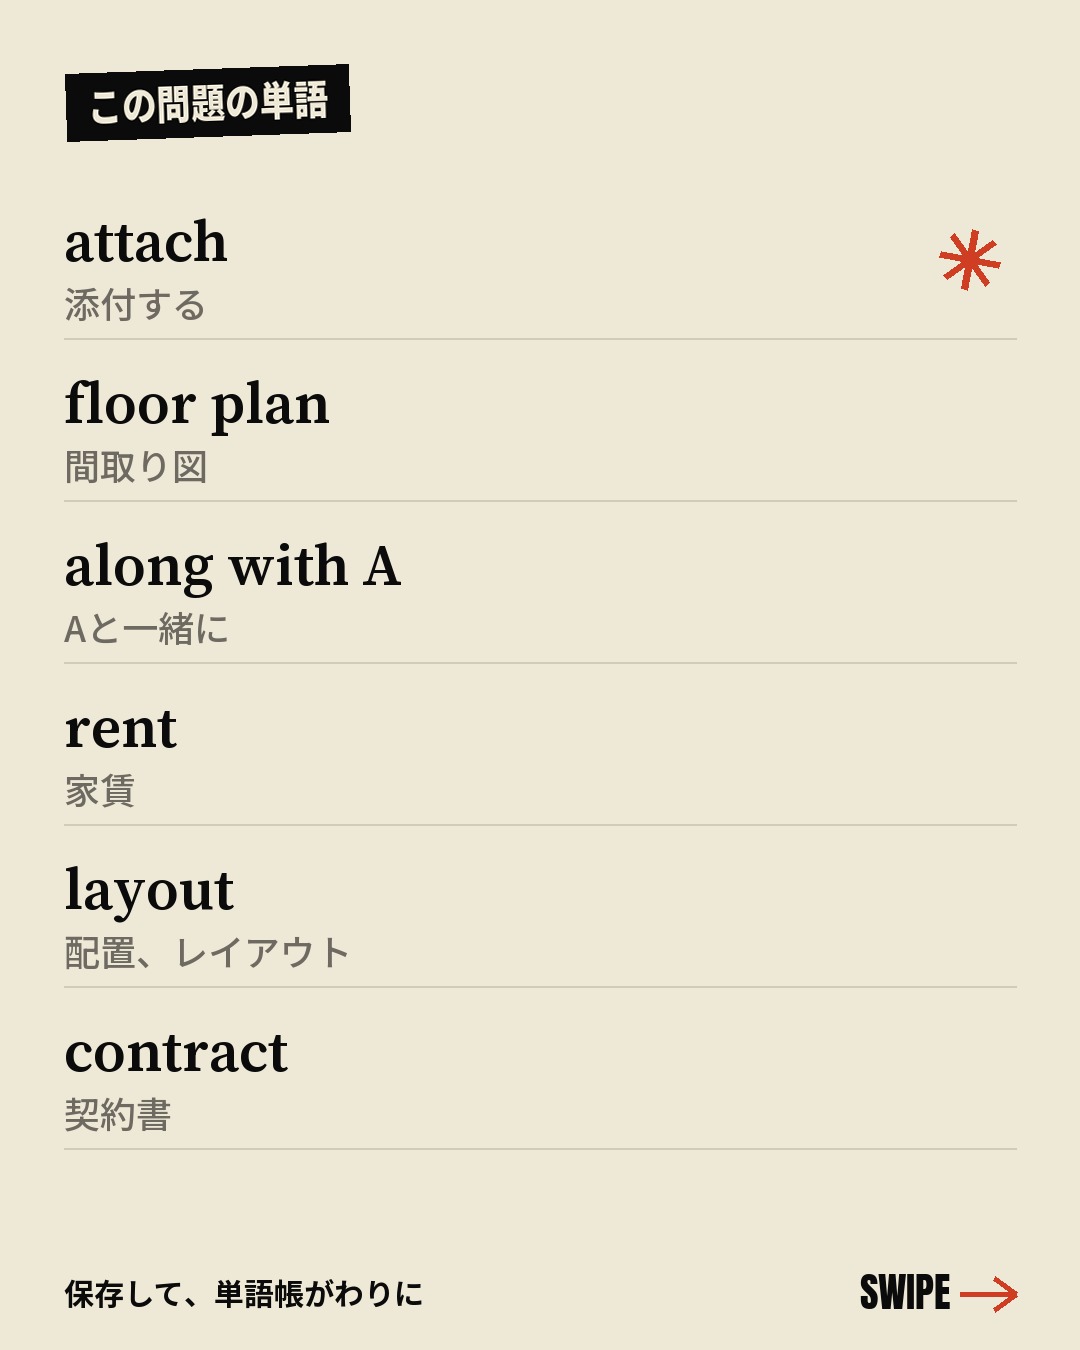 この問題の単語
attach
添付する
floor plan
間取り図
along with A
Aと一緒に
rent
家賃
layout
配置、レイアウト
contract
契約書
保存して、単語帳がわりに
SWIPE